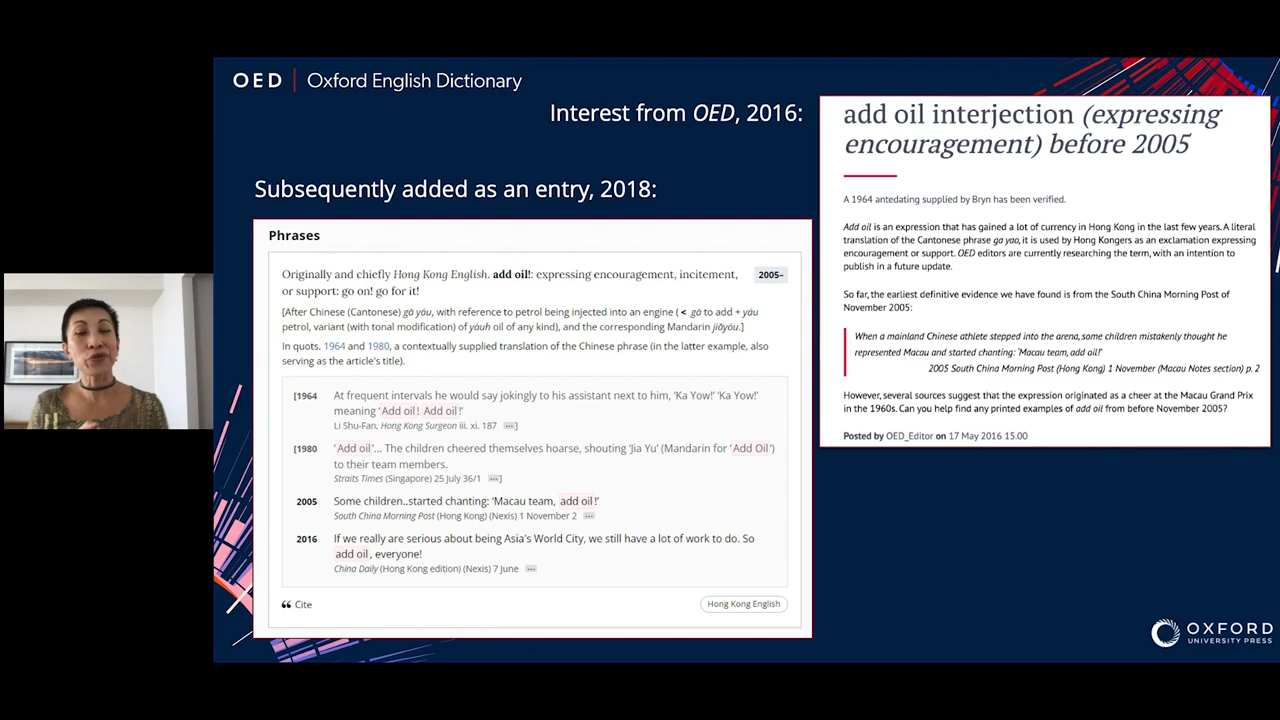 OED | Oxford English Dictionary
Interest from OED, 2016:
Subsequently added as an entry, 2018:
Phrases
Originally and chiefly Hong Kong English. add oil!: expressing encouragement, incitement,
or support: go on! go for it!
2005–
[After Chinese (Cantonese) gā yáu, with reference to petrol being injected into an engine ( < gā to add + yáu
petrol, variant (with tonal modification) of yàuh oil of any kind), and the corresponding Mandarin jiāyóu.]
In quots. 1964 and 1980, a contextually supplied translation of the Chinese phrase (in the latter example, also
serving as the article's title).
[1964 At frequent intervals he would say jokingly to his assistant next to him, ‘Ka Yow!’ ‘Ka Yow!’
meaning ‘Add oil! Add oil!’
Li Shu-Fan, Hong Kong Surgeon iii. xi. 187 ]
[1980 ‘Add oil’... The children cheered themselves hoarse, shouting ‘Jia Yu’ (Mandarin for ‘Add Oil’)
to their team members.
Straits Times (Singapore) 25 July 36/1 ]
2005 Some children..started chanting: ‘Macau team, add oil!’
South China Morning Post (Hong Kong) (Nexis) 1 November 2
2016 If we really are serious about being Asia's World City, we still have a lot of work to do. So
add oil, everyone!
China Daily (Hong Kong edition) (Nexis) 7 June
Cite
Hong Kong English
add oil interjection (expressing
encouragement) before 2005
A 1964 antedating supplied by Bryn has been verified.
Add oil is an expression that has gained a lot of currency in Hong Kong in the last few years. A literal
translation of the Cantonese phrase ga yao, it is used by Hong Kongers as an exclamation expressing
encouragement or support. OED editors are currently researching the term, with an intention to
publish in a future update.
So far, the earliest definitive evidence we have found is from the South China Morning Post of
November 2005:
When a mainland Chinese athlete stepped into the arena, some children mistakenly thought he
represented Macau and started chanting: ‘Macau team, add oil!’
2005 South China Morning Post (Hong Kong) 1 November (Macau Notes section) p. 2
However, several sources suggest that the expression originated as a cheer at the Macau Grand Prix
in the 1960s. Can you help find any printed examples of add oil from before November 2005?
Posted by OED_Editor on 17 May 2016 15.00
OXFORD
UNIVERSITY PRESS